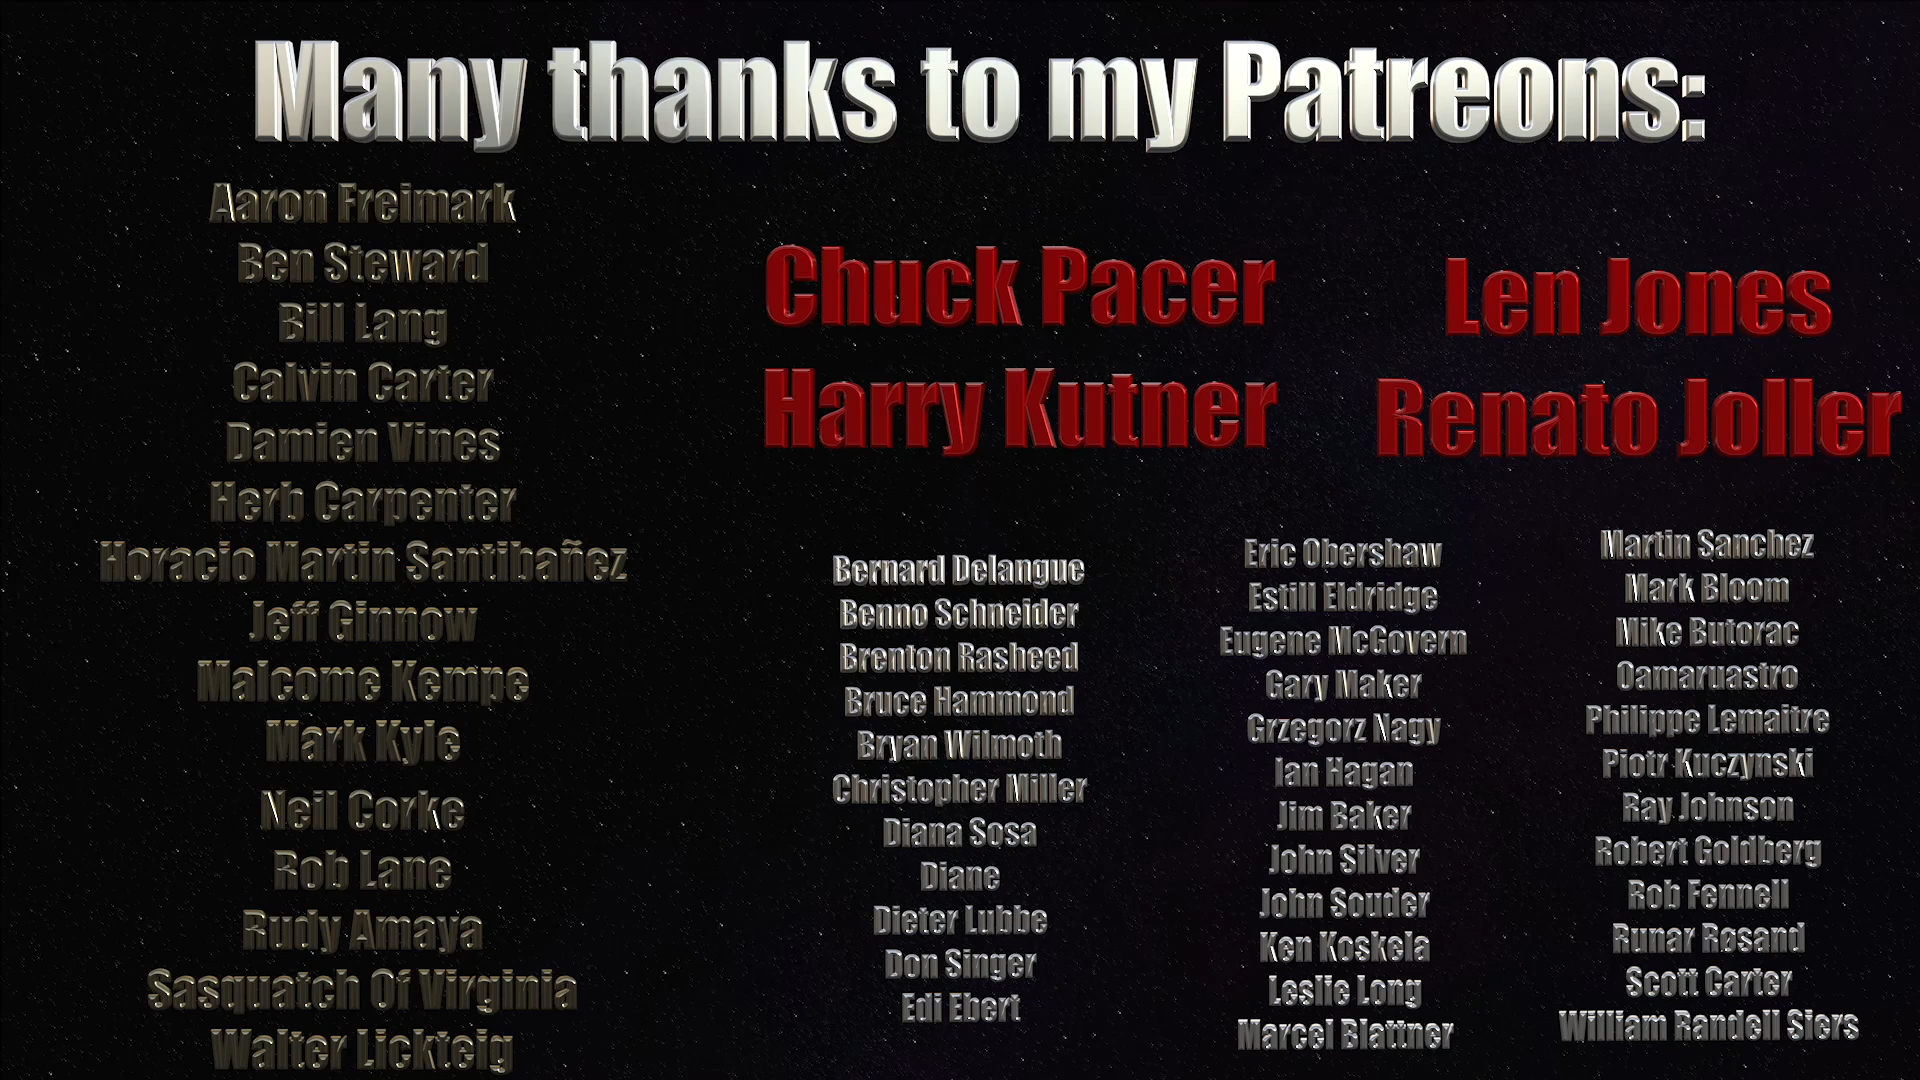 Many thanks to my Patreons:
Aaron Freimark
Ben Steward
Bill Lang
Calvin Carter
Damien Vines
Herb Carpenter
Horacio Martin Santibañez
Jeff Ginnow
Malcome Kempe
Mark Kyle
Neil Corke
Rob Lane
Rudy Amaya
Sasquatch Of Virginia
Walter Lickteig
Chuck Pacer
Harry Kutner
Len Jones
Renato Joller
Bernard Delangue
Benno Schneider
Brenton Rasheed
Bruce Hammond
Bryan Wilmoth
Christopher Miller
Diana Sosa
Diane
Dieter Lubbe
Don Singer
Edi Ebert
Eric Obershaw
Estill Eldridge
Eugene McGovern
Gary Maker
Grzegorz Nagy
Ian Hagan
Jim Baker
John Silver
John Souder
Ken Koskela
Leslie Long
Marcel Blattner
Martin Sanchez
Mark Bloom
Mike Butorac
Oamaruastro
Philippe Lemaitre
Piotr Kuczynski
Ray Johnson
Robert Goldberg
Rob Fennell
Runar Røsand
Scott Carter
William Randell Siers